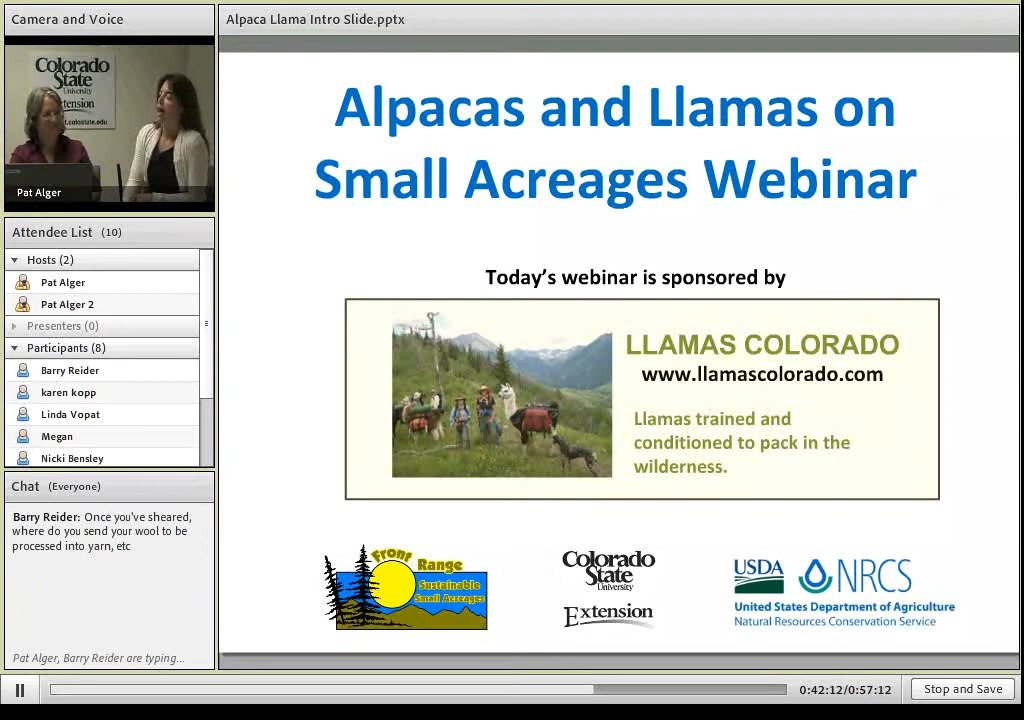 Camera and Voice
Colorado
State
University
Extension
t.colostate.edu
Pat Alger
Attendee List (10)
Hosts (2)
Pat Alger
Pat Alger 2
Presenters (0)
Participants (8)
Barry Reider
karen kopp
Linda Vopat
Megan
Nicki Bensley
Chat (Everyone)
Barry Reider: Once you've sheared,
where do you send your wool to be
processed into yarn, etc
Pat Alger, Barry Reider are typing...
Alpaca Llama Intro Slide.pptx
Alpacas and Llamas on
Small Acreages Webinar
Today’s webinar is sponsored by
LLAMAS COLORADO
www.llamascolorado.com
Llamas trained and
conditioned to pack in the
wilderness.
Front Range
Sustainable
Small Acreages
Colorado
State
University
Extension
USDA NRCS
United States Department of Agriculture
Natural Resources Conservation Service
0:42:12/0:57:12
Stop and Save